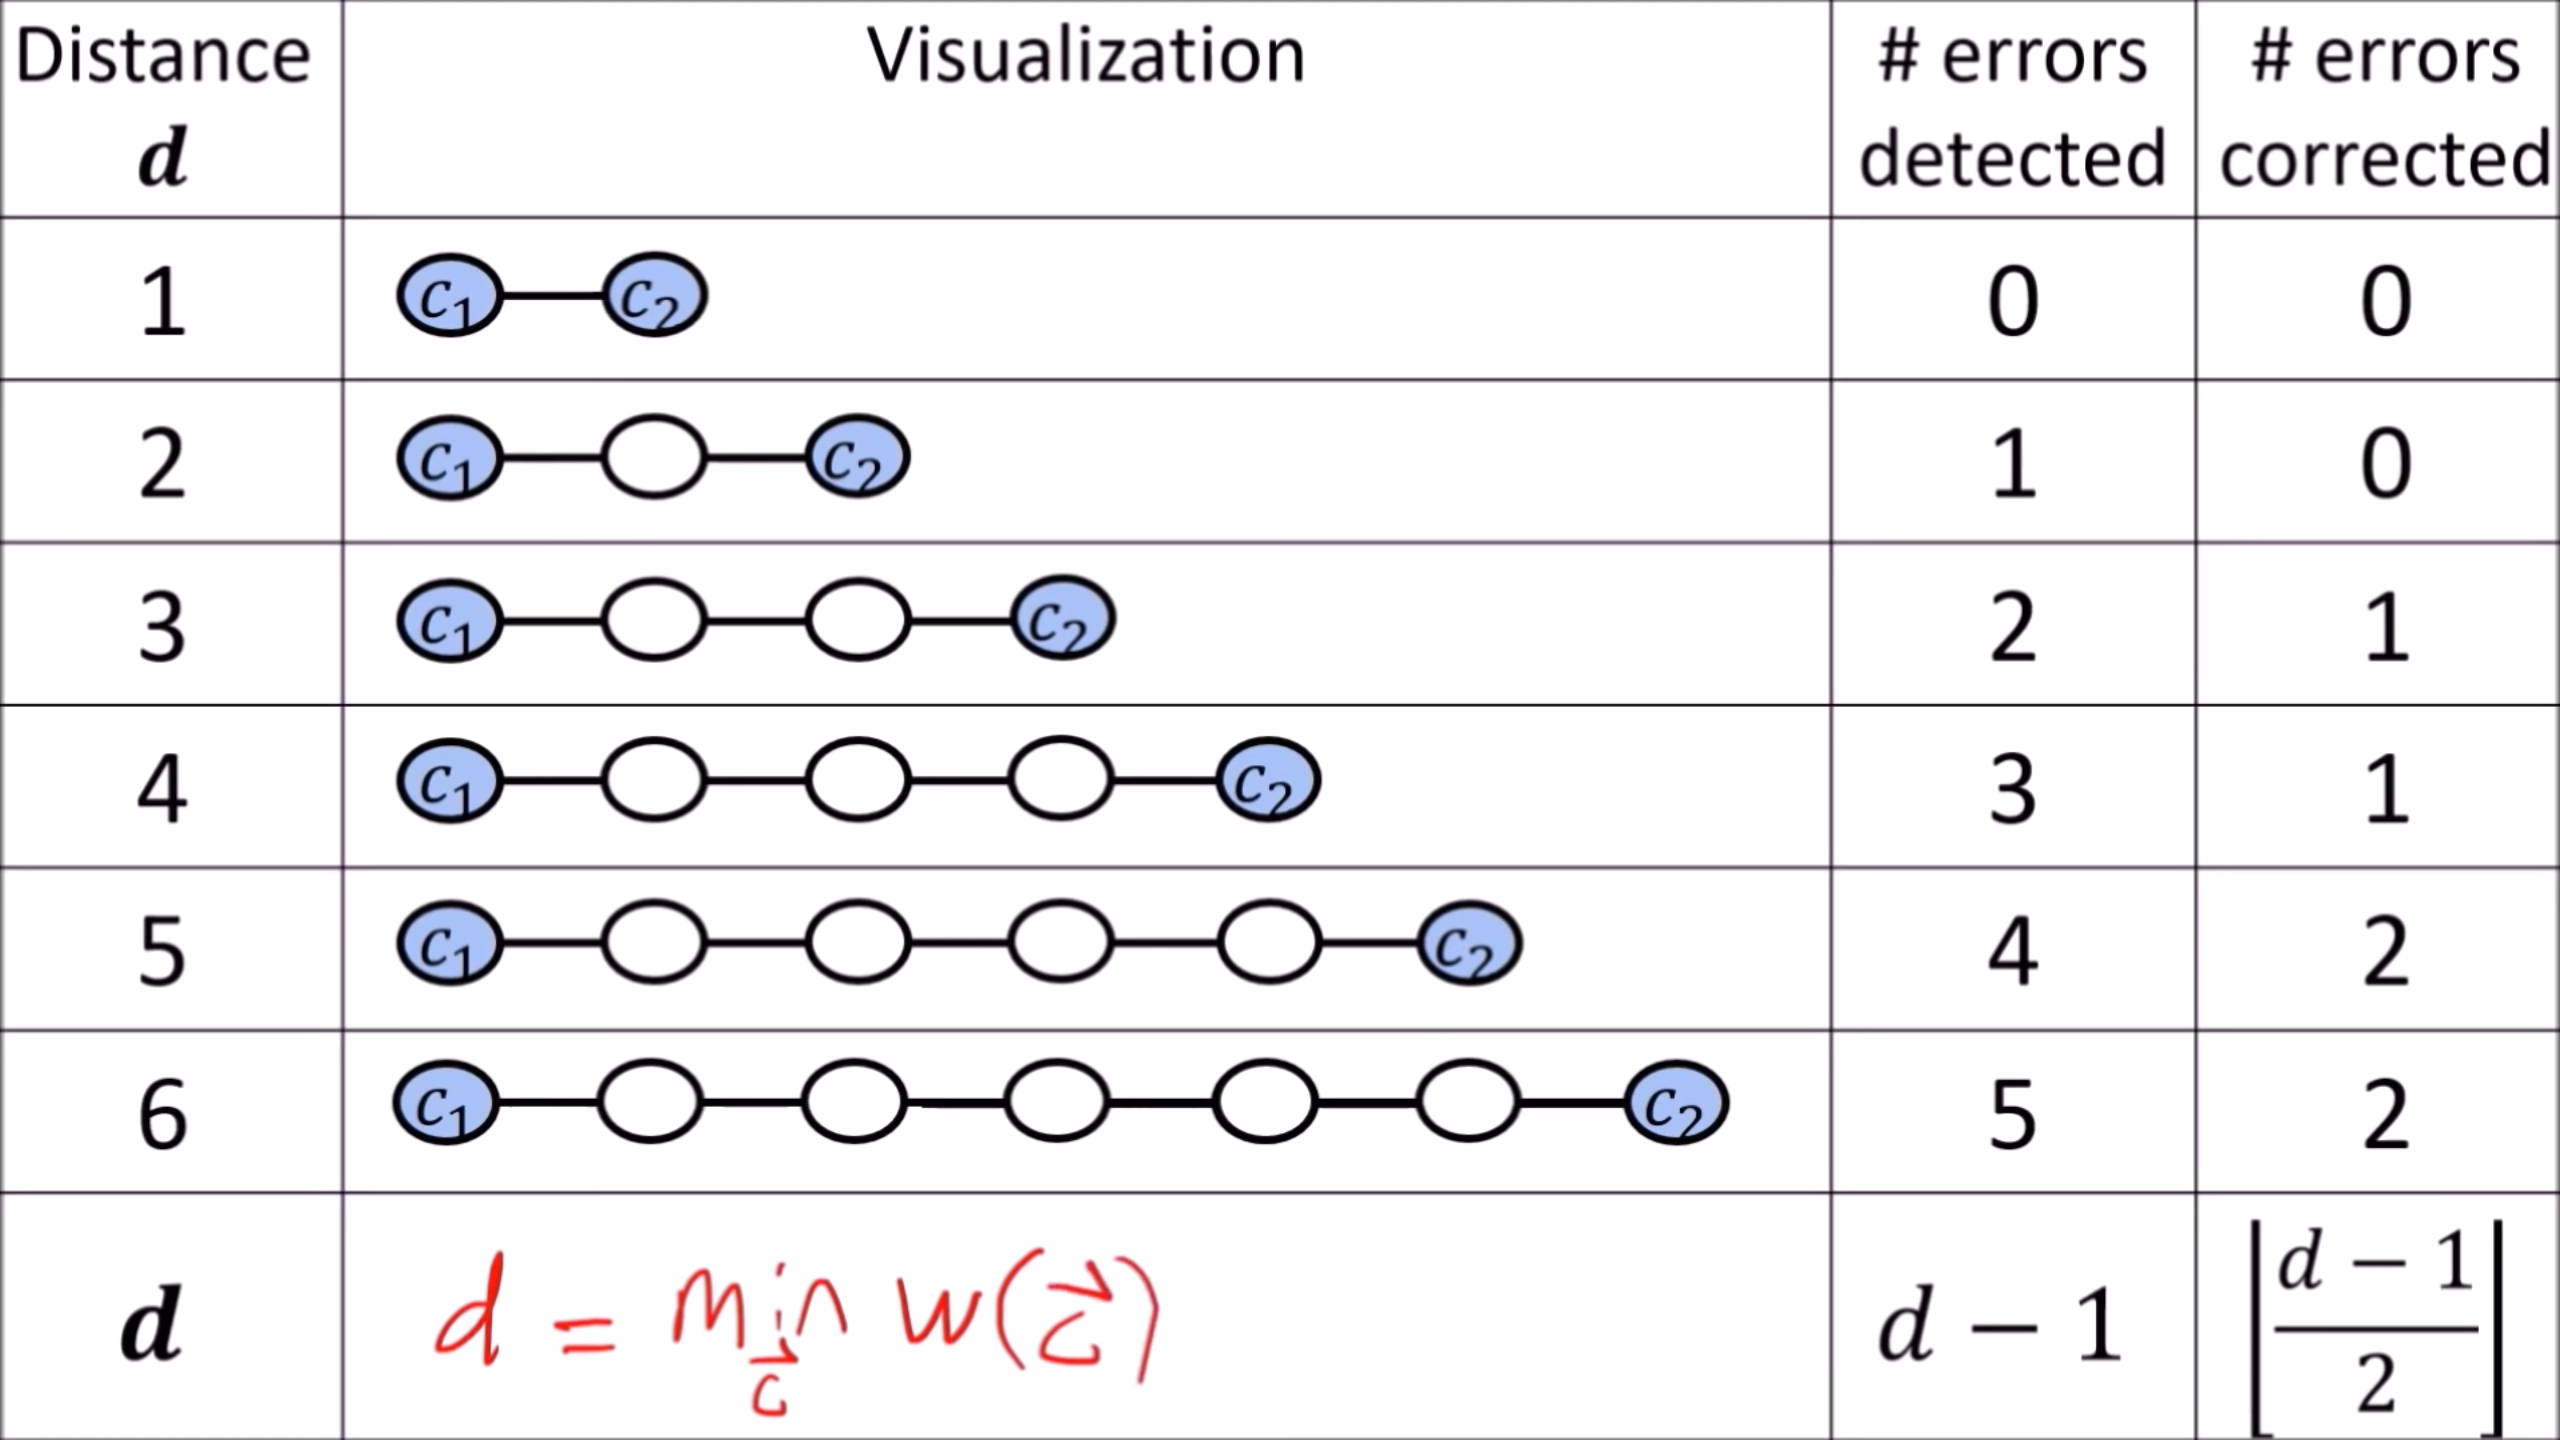 Distance Visualization # errors # errors
d detected corrected
1 c₁ c₂ 0 0
2 c₁ c₂ 1 0
3 c₁ c₂ 2 1
4 c₁ c₂ 3 1
5 c₁ c₂ 4 2
6 c₁ c₂ 5 2
d d = min_c⃗ w(c⃗) d − 1 ⌊(d − 1)/2⌋